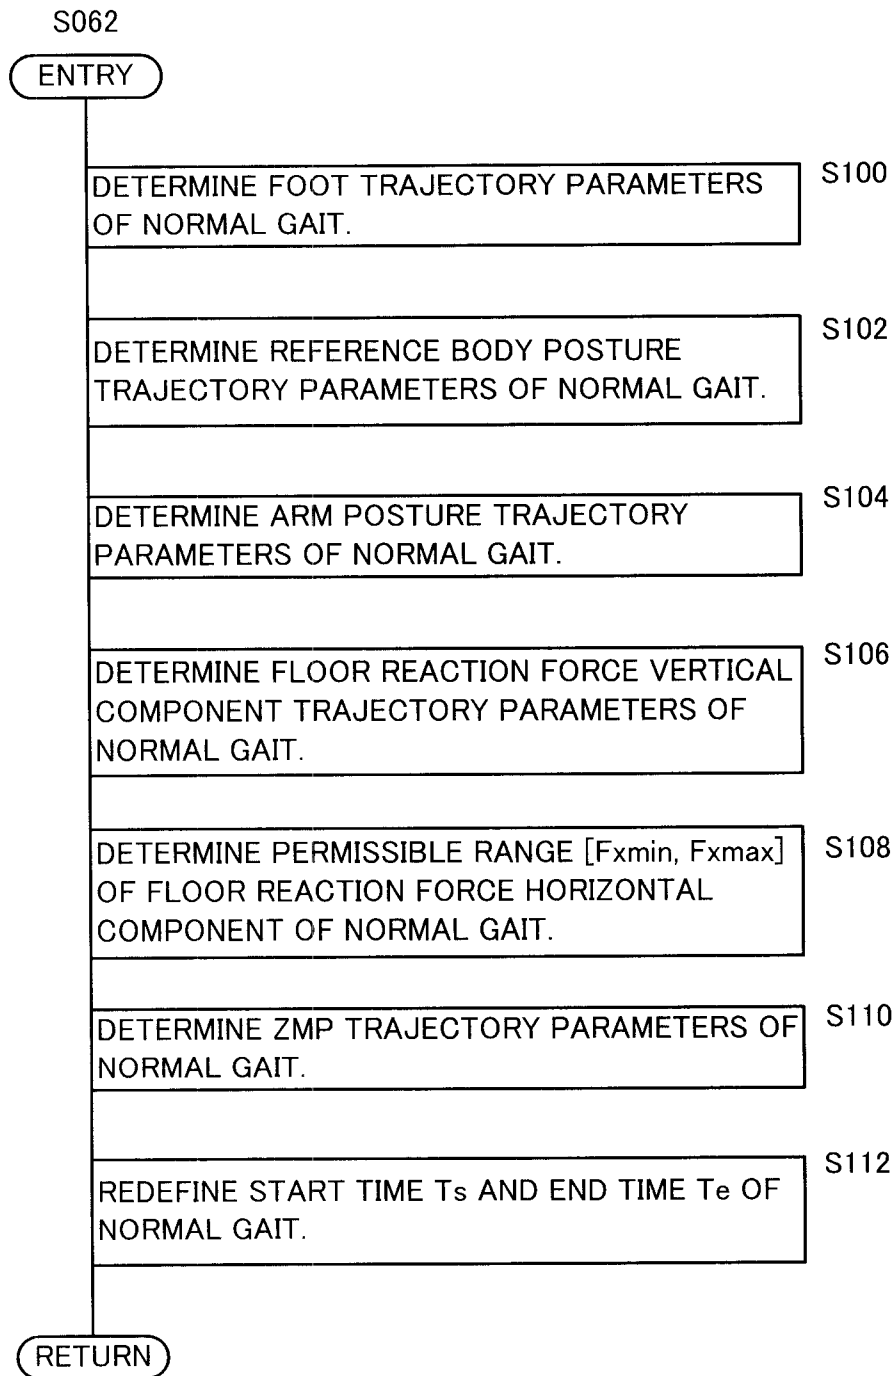 S062
ENTRY
S100
DETERMINE FOOT TRAJECTORY PARAMETERS
OF NORMAL GAIT.
S102
DETERMINE REFERENCE BODY POSTURE
TRAJECTORY PARAMETERS OF NORMAL GAIT.
S104
DETERMINE ARM POSTURE TRAJECTORY
PARAMETERS OF NORMAL GAIT.
S106
DETERMINE FLOOR REACTION FORCE VERTICAL
COMPONENT TRAJECTORY PARAMETERS OF
NORMAL GAIT.
S108
DETERMINE PERMISSIBLE RANGE [Fxmin, Fxmax]
OF FLOOR REACTION FORCE HORIZONTAL
COMPONENT OF NORMAL GAIT.
S110
DETERMINE ZMP TRAJECTORY PARAMETERS OF
NORMAL GAIT.
S112
REDEFINE START TIME Ts AND END TIME Te OF
NORMAL GAIT.
RETURN